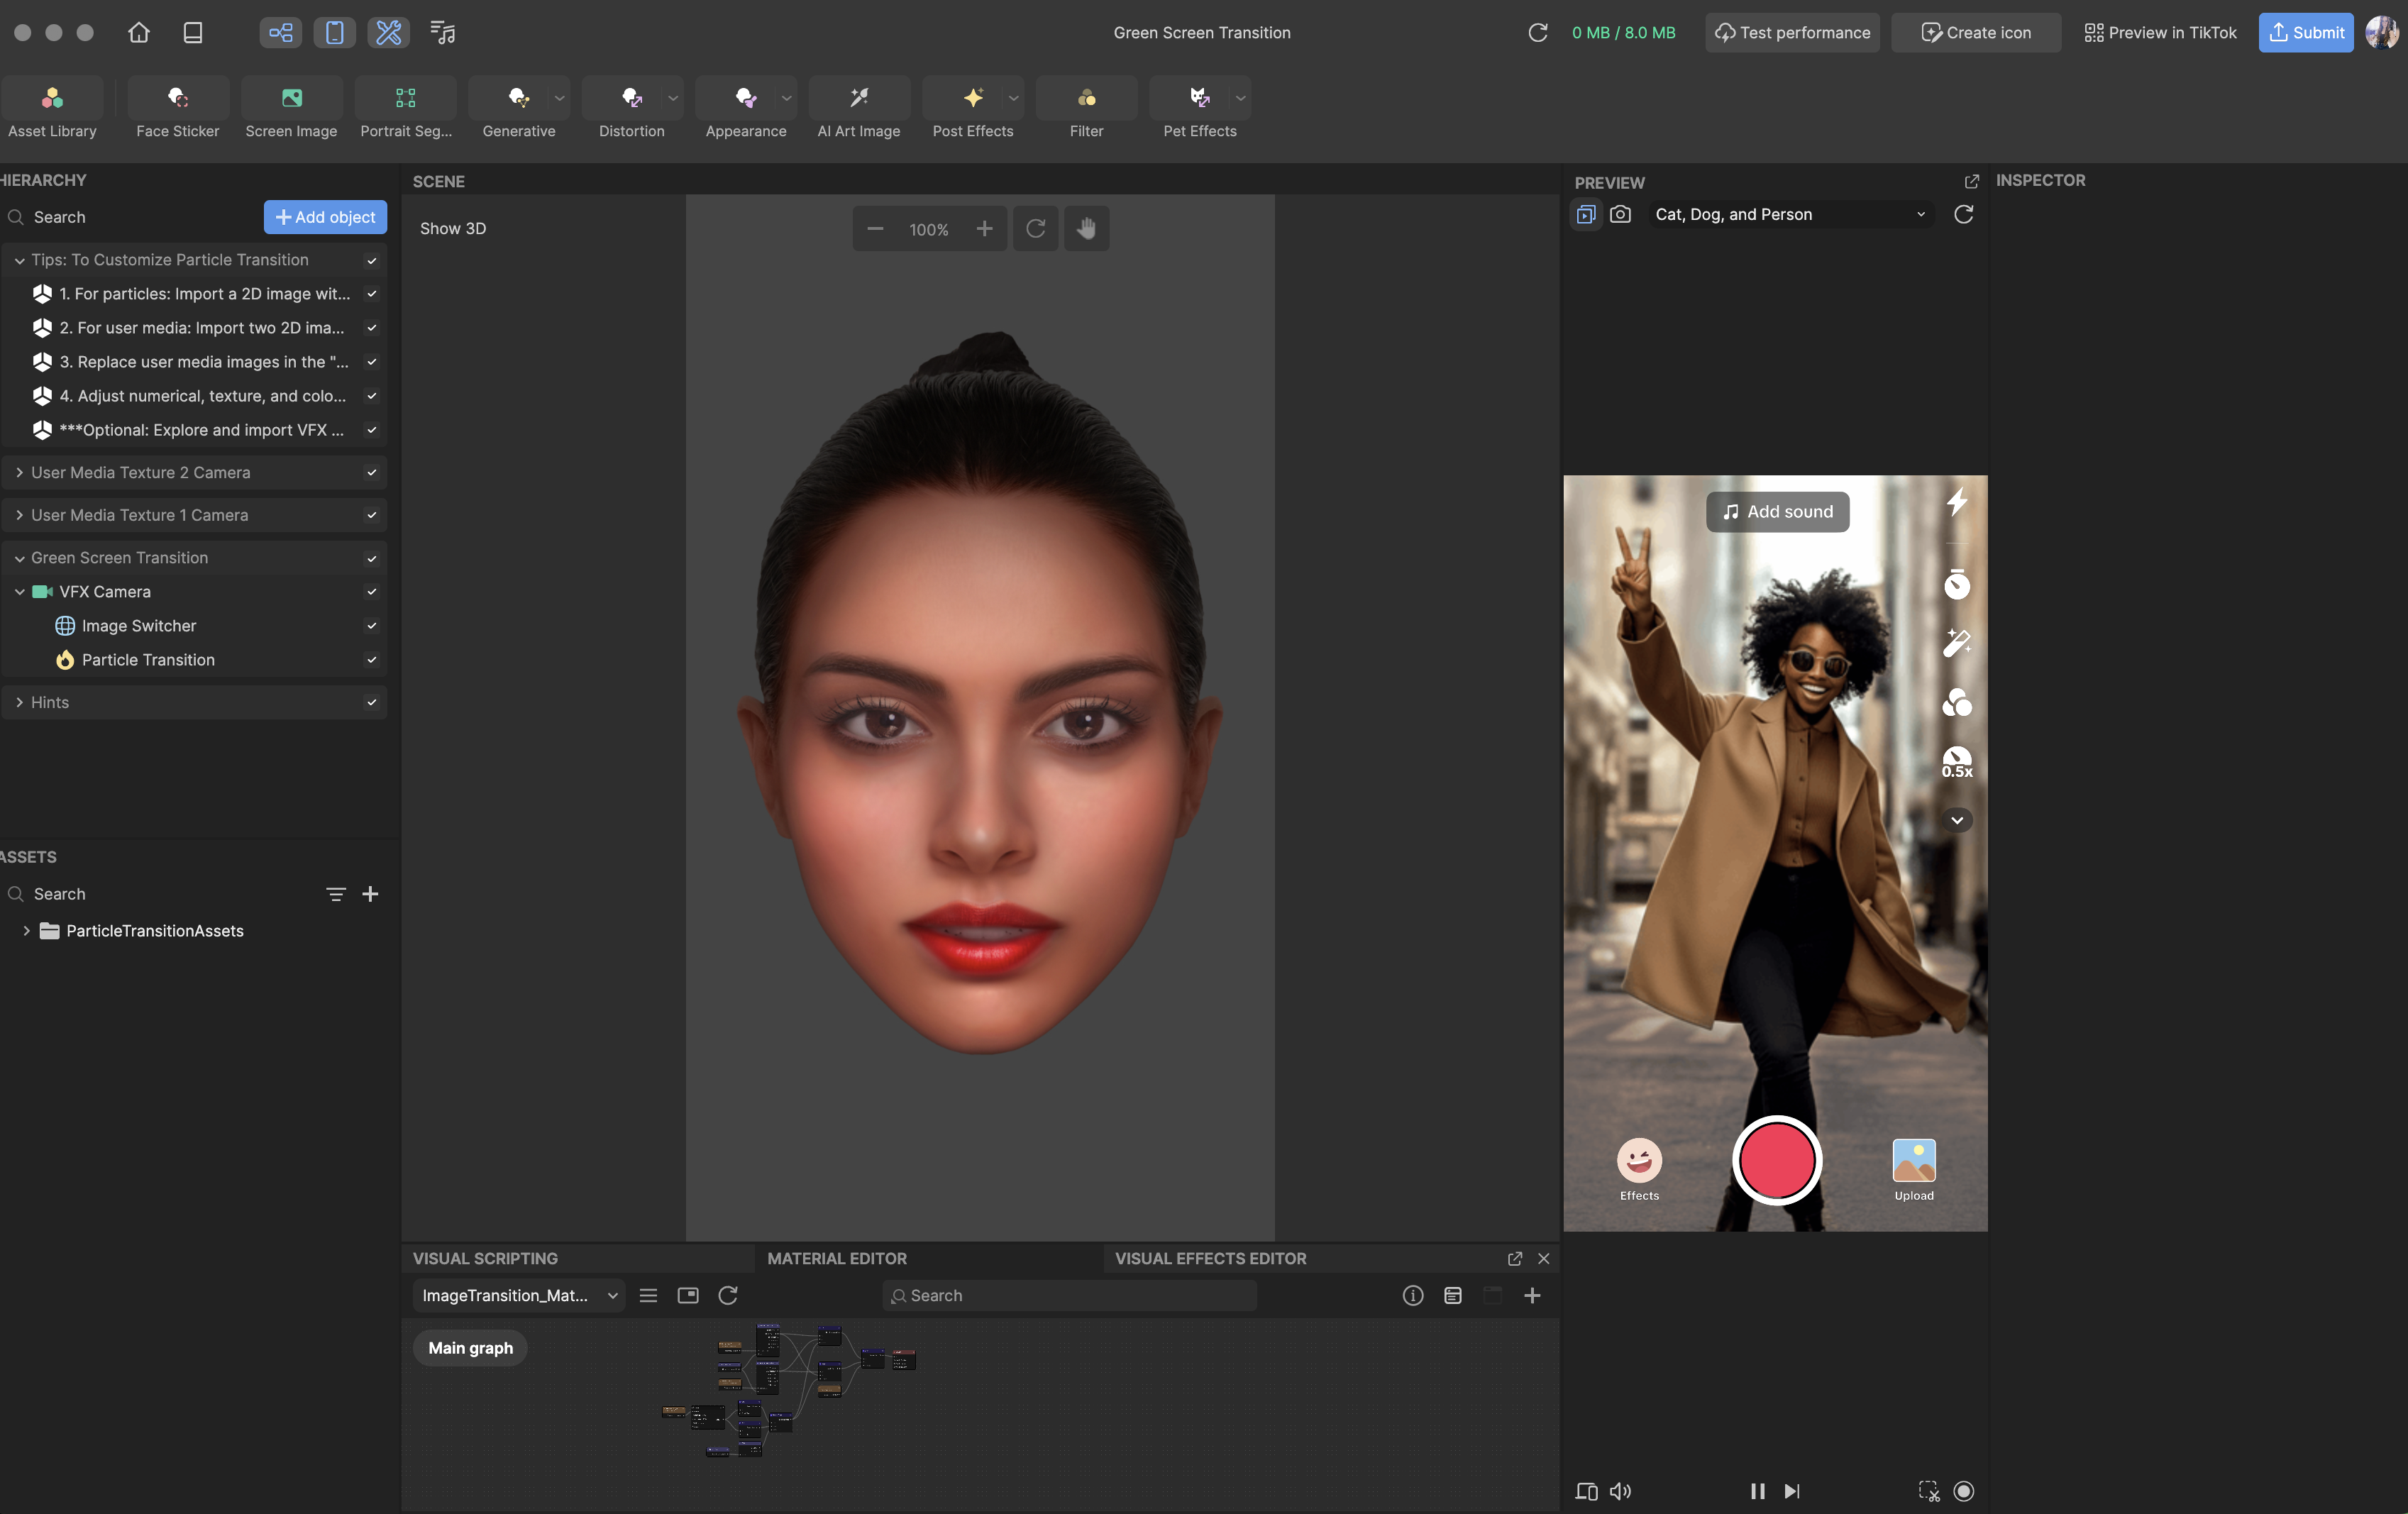 Green Screen Transition
0 MB / 8.0 MB
Test performance
Create icon
Preview in TikTok
Submit
Asset Library
Face Sticker
Screen Image
Portrait Seg...
Generative
Distortion
Appearance
AI Art Image
Post Effects
Filter
Pet Effects
HIERARCHY
Search
Add object
Tips: To Customize Particle Transition
1. For particles: Import a 2D image wit...
2. For user media: Import two 2D ima...
3. Replace user media images in the "...
4. Adjust numerical, texture, and colo...
***Optional: Explore and import VFX ...
User Media Texture 2 Camera
User Media Texture 1 Camera
Green Screen Transition
VFX Camera
Image Switcher
Particle Transition
Hints
ASSETS
Search
ParticleTransitionAssets
SCENE
Show 3D
100%
VISUAL SCRIPTING
MATERIAL EDITOR
VISUAL EFFECTS EDITOR
ImageTransition_Mat...
Search
Main graph
PREVIEW
Cat, Dog, and Person
Add sound
0.5x
Effects
Upload
INSPECTOR